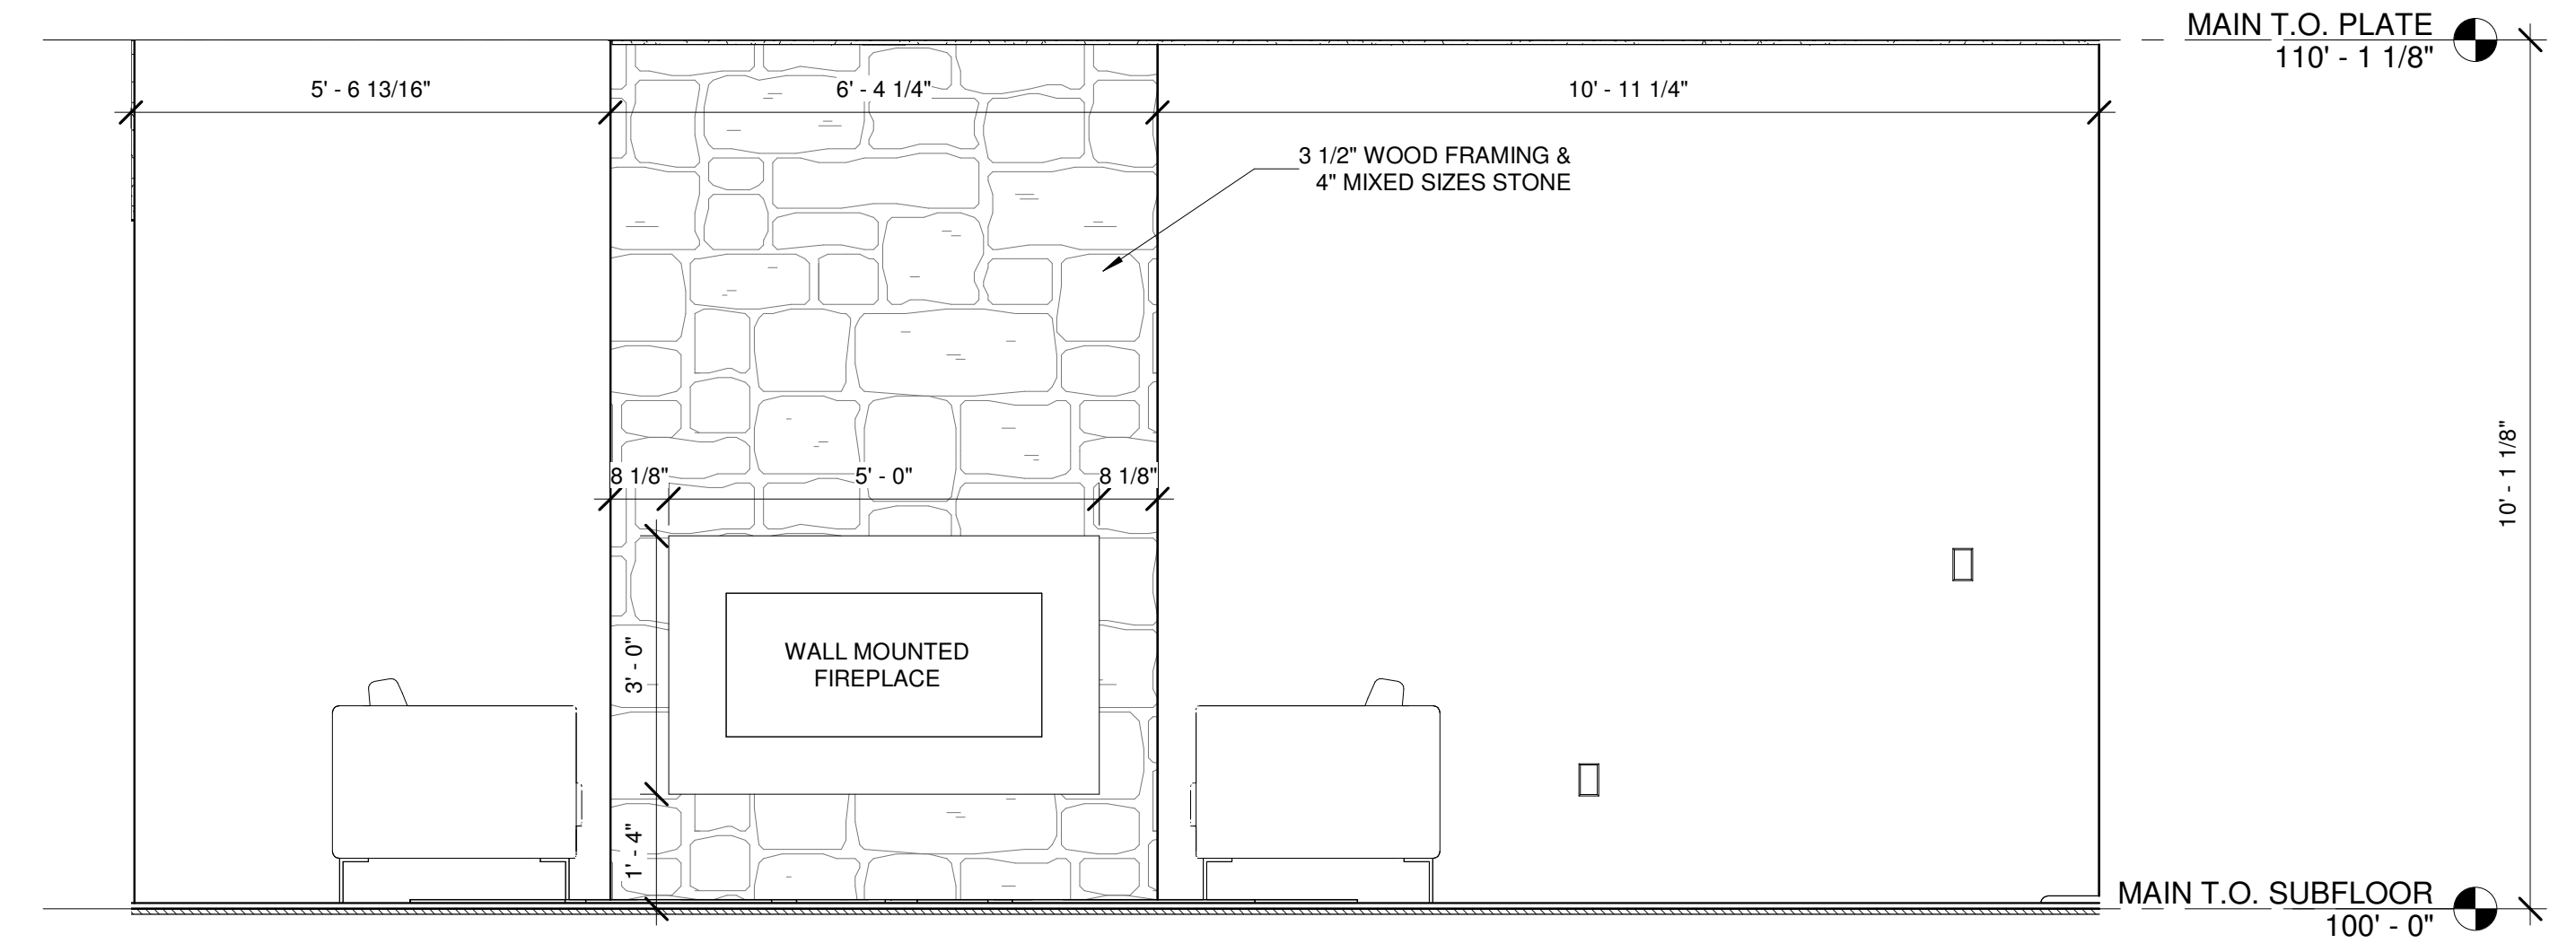 MAIN T.O. PLATE
110' - 1 1/8"
5' - 6 13/16"
6' - 4 1/4"
10' - 11 1/4"
3 1/2" WOOD FRAMING &
4" MIXED SIZES STONE
8 1/8"
5' - 0"
8 1/8"
10' - 1 1/8"
3' - 0"
WALL MOUNTED
FIREPLACE
1' - 4"
MAIN T.O. SUBFLOOR
100' - 0"